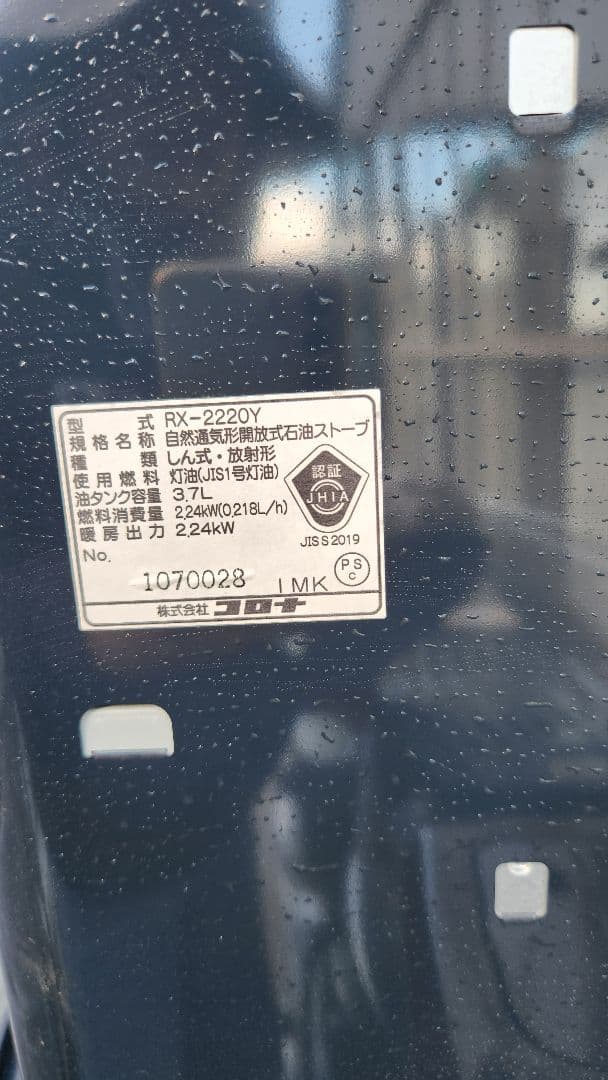 型式 RX-2220Y
規格名称 自然通気形開放式石油ストーブ
種類 しん式・放射形
使用燃料 灯油(JIS1号灯油)
油タンク容量 3.7L
燃料消費量 2.24kW(0.218L/h)
暖房出力 2.24kW
認証
JHIA
JIS S 2019
No.
1070028 IMK
PS
C
株式会社 コロナ